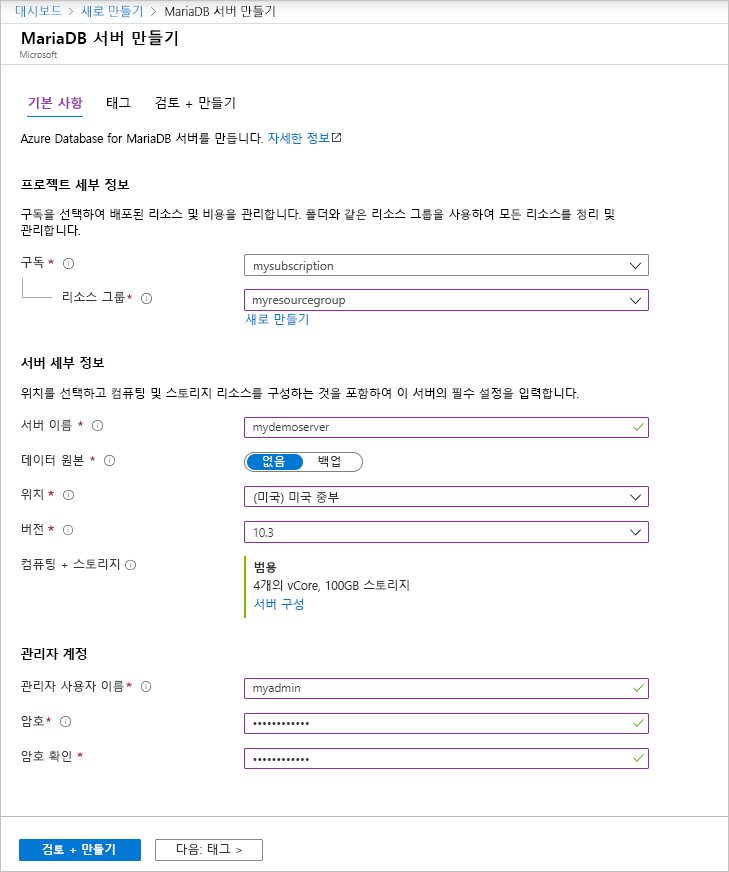 대시보드 > 새로 만들기 > MariaDB 서버 만들기
MariaDB 서버 만들기
Microsoft
기본 사항 태그 검토 + 만들기
Azure Database for MariaDB 서버를 만듭니다. 자세한 정보
프로젝트 세부 정보
구독을 선택하여 배포된 리소스 및 비용을 관리합니다. 폴더와 같은 리소스 그룹을 사용하여 모든 리소스를 정리 및
관리합니다.
구독 * mysubscription
리소스 그룹* myresourcegroup
새로 만들기
서버 세부 정보
위치를 선택하고 컴퓨팅 및 스토리지 리소스를 구성하는 것을 포함하여 이 서버의 필수 설정을 입력합니다.
서버 이름 * mydemoserver
데이터 원본 * 없음 백업
위치 * (미국) 미국 중부
버전 * 10.3
컴퓨팅 + 스토리지 범용
4개의 vCore, 100GB 스토리지
서버 구성
관리자 계정
관리자 사용자 이름* myadmin
암호* ••••••••••••
암호 확인 * ••••••••••••
검토 + 만들기 다음: 태그 >